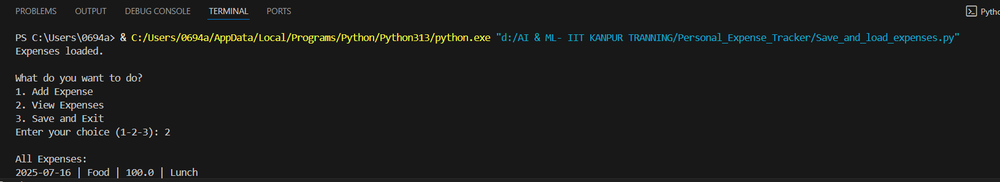 PROBLEMS OUTPUT DEBUG CONSOLE TERMINAL PORTS
PS C:\Users\0694a> & C:/Users/0694a/AppData/Local/Programs/Python/Python313/python.exe "d:/AI & ML- IIT KANPUR TRANNING/Personal_Expense_Tracker/Save_and_load_expenses.py"
Expenses loaded.
What do you want to do?
1. Add Expense
2. View Expenses
3. Save and Exit
Enter your choice (1-2-3): 2
All Expenses:
2025-07-16 | Food | 100.0 | Lunch